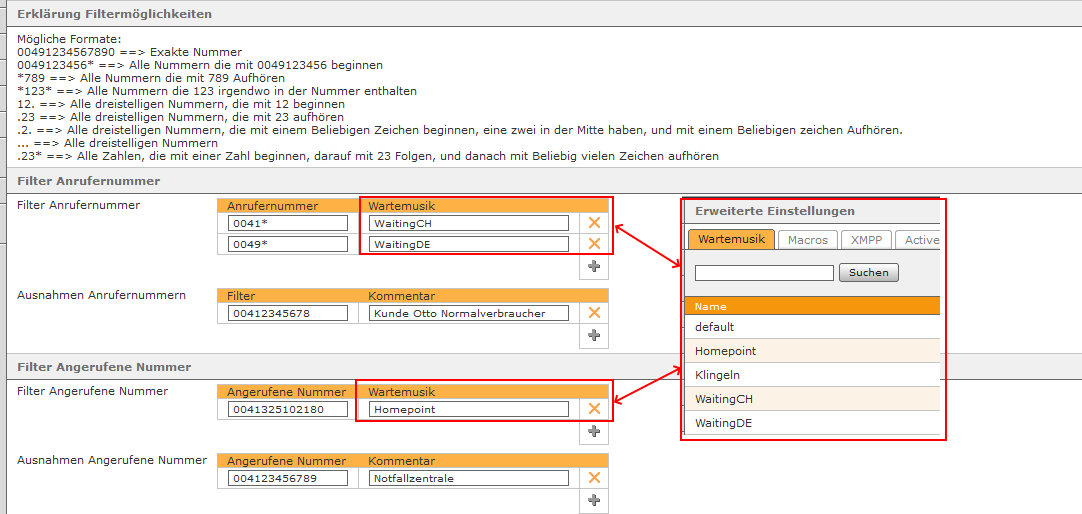 Erklärung Filtermöglichkeiten
Mögliche Formate:
00491234567890 ==> Exakte Nummer
0049123456* ==> Alle Nummern die mit 0049123456 beginnen
*789 ==> Alle Nummern die mit 789 Aufhören
*123* ==> Alle Nummern die 123 irgendwo in der Nummer enthalten
12. ==> Alle dreistelligen Nummern, die mit 12 beginnen
.23 ==> Alle dreistelligen Nummern, die mit 23 aufhören
.2. ==> Alle dreistelligen Nummern, die mit einem Beliebigen Zeichen beginnen, eine zwei in der Mitte haben, und mit einem Beliebigen zeichen Aufhören.
... ==> Alle dreistelligen Nummern
.23* ==> Alle Zahlen, die mit einer Zahl beginnen, darauf mit 23 Folgen, und danach mit Beliebig vielen Zeichen aufhören
Filter Anrufernummer
Filter Anrufernummer
Anrufernummer Wartemusik
0041* WaitingCH
0049* WaitingDE
Ausnahmen Anrufernummern
Filter Kommentar
00412345678 Kunde Otto Normalverbraucher
Filter Angerufene Nummer
Filter Angerufene Nummer
Angerufene Nummer Wartemusik
0041325102180 Homepoint
Ausnahmen Angerufene Nummer
Angerufene Nummer Kommentar
004123456789 Notfallzentrale
Erweiterte Einstellungen
Wartemusik Macros XMPP Active
Suchen
Name
default
Homepoint
Klingeln
WaitingCH
WaitingDE